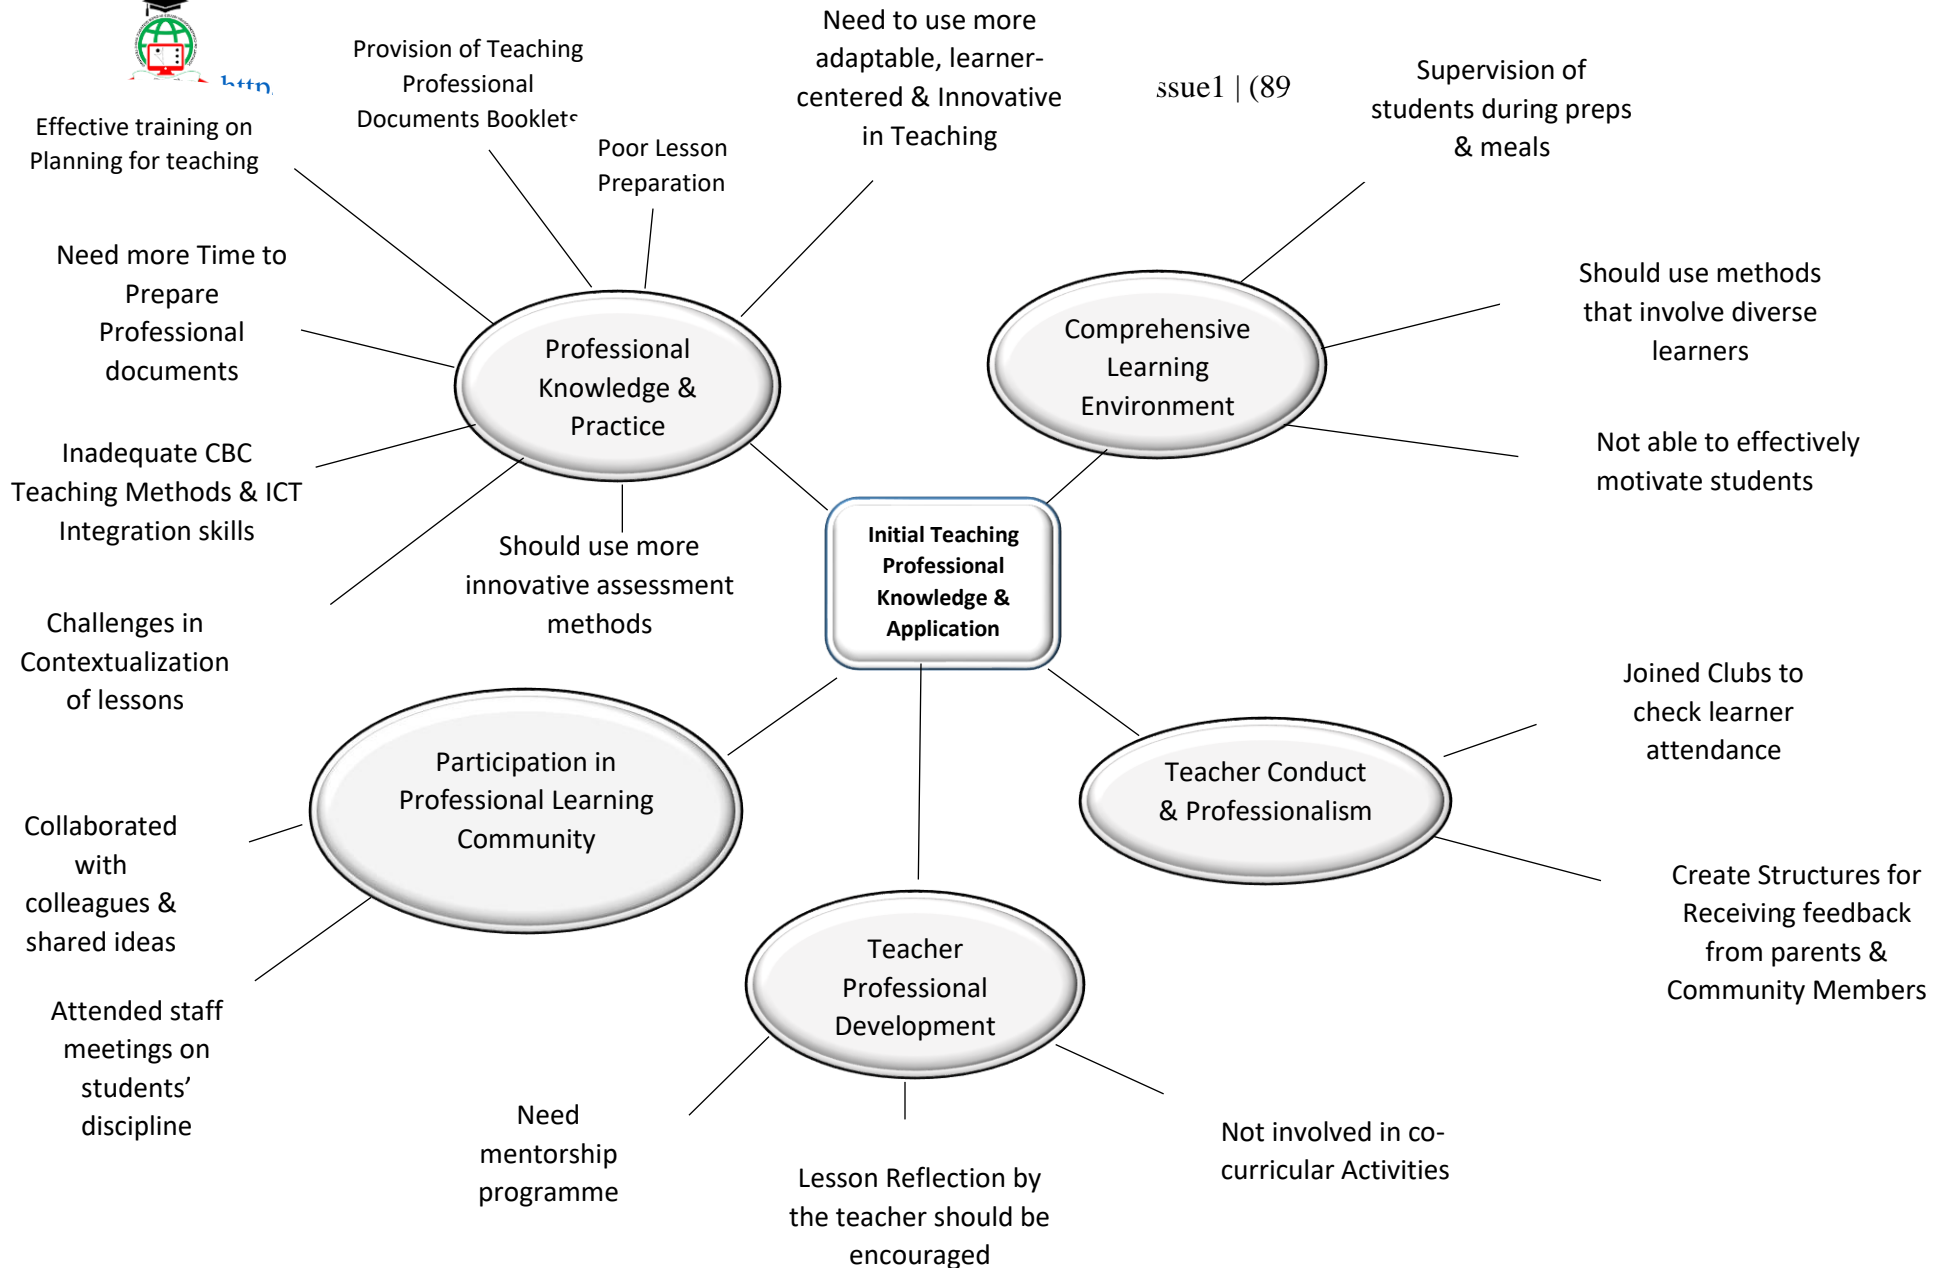 Provision of Teaching
Professional
Documents Booklets
Need to use more
adaptable, learner-
centered & Innovative
in Teaching
ssue1 | (89
Supervision of
students during preps
& meals
Effective training on
Planning for teaching
Poor Lesson
Preparation
Need more Time to
Prepare
Professional
documents
Professional
Knowledge &
Practice
Comprehensive
Learning
Environment
Should use methods
that involve diverse
learners
Not able to effectively
motivate students
Inadequate CBC
Teaching Methods & ICT
Integration skills
Should use more
innovative assessment
methods
Initial Teaching
Professional
Knowledge &
Application
Challenges in
Contextualization
of lessons
Participation in
Professional Learning
Community
Teacher Conduct
& Professionalism
Joined Clubs to
check learner
attendance
Collaborated
with
colleagues &
shared ideas
Create Structures for
Receiving feedback
from parents &
Community Members
Attended staff
meetings on
students’
discipline
Teacher
Professional
Development
Need
mentorship
programme
Lesson Reflection by
the teacher should be
encouraged
Not involved in co-
curricular Activities